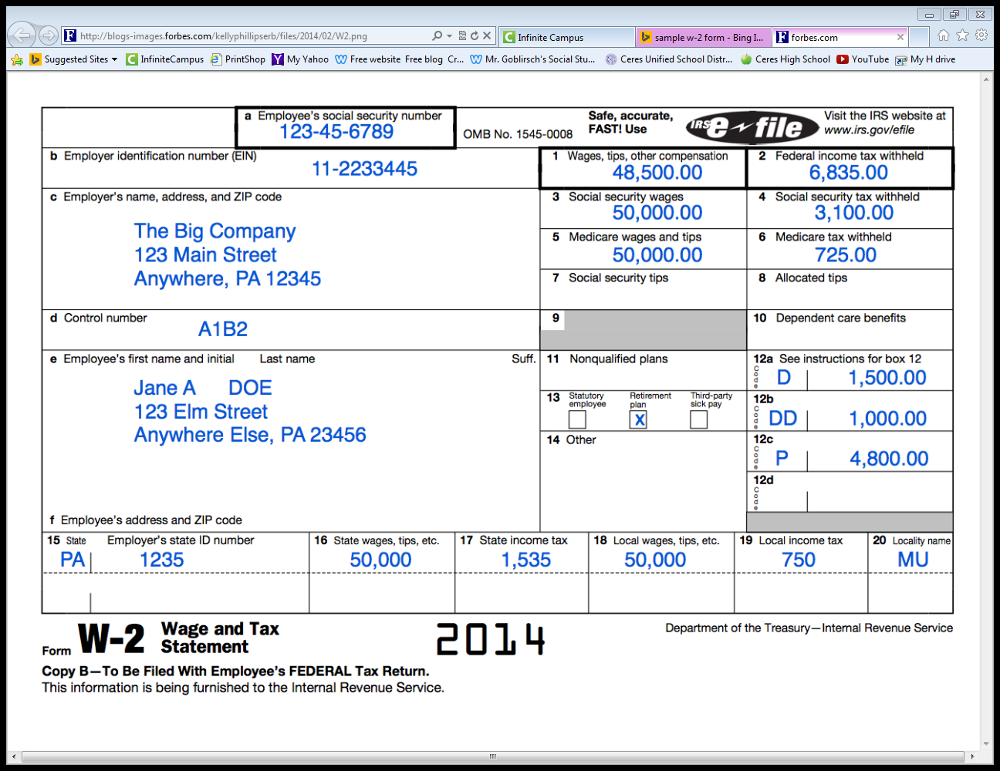 http://blogs-images.forbes.com/kellyphillipserb/files/2014/02/W2.png
Infinite Campus
sample w-2 form - Bing I...
forbes.com
Suggested Sites
InfiniteCampus
PrintShop
My Yahoo
Free website Free blog Cr...
Mr. Goblirsch's Social Stu...
Ceres Unified School Distr...
Ceres High School
YouTube
My H drive
a Employee's social security number
123-45-6789
OMB No. 1545-0008
Safe, accurate,
FAST! Use
IRS e-file
Visit the IRS website at
www.irs.gov/efile
b Employer identification number (EIN)
11-2233445
1 Wages, tips, other compensation
48,500.00
2 Federal income tax withheld
6,835.00
c Employer's name, address, and ZIP code
The Big Company
123 Main Street
Anywhere, PA 12345
3 Social security wages
50,000.00
4 Social security tax withheld
3,100.00
5 Medicare wages and tips
50,000.00
6 Medicare tax withheld
725.00
7 Social security tips
8 Allocated tips
d Control number
A1B2
9
10 Dependent care benefits
e Employee's first name and initial Last name Suff.
Jane A DOE
123 Elm Street
Anywhere Else, PA 23456
f Employee's address and ZIP code
11 Nonqualified plans
12a See instructions for box 12
Code D 1,500.00
13 Statutory employee Retirement plan Third-party sick pay
X
12b
Code DD 1,000.00
14 Other
12c
Code P 4,800.00
12d
Code
15 State Employer's state ID number
PA 1235
16 State wages, tips, etc.
50,000
17 State income tax
1,535
18 Local wages, tips, etc.
50,000
19 Local income tax
750
20 Locality name
MU
Form W-2 Wage and Tax
Statement
2014
Department of the Treasury—Internal Revenue Service
Copy B—To Be Filed With Employee's FEDERAL Tax Return.
This information is being furnished to the Internal Revenue Service.